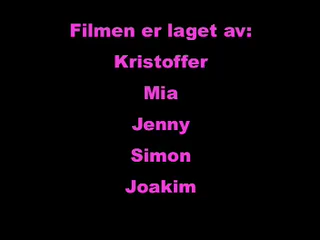 Filmen er laget av:
Kristoffer
Mia
Jenny
Simon
Joakim